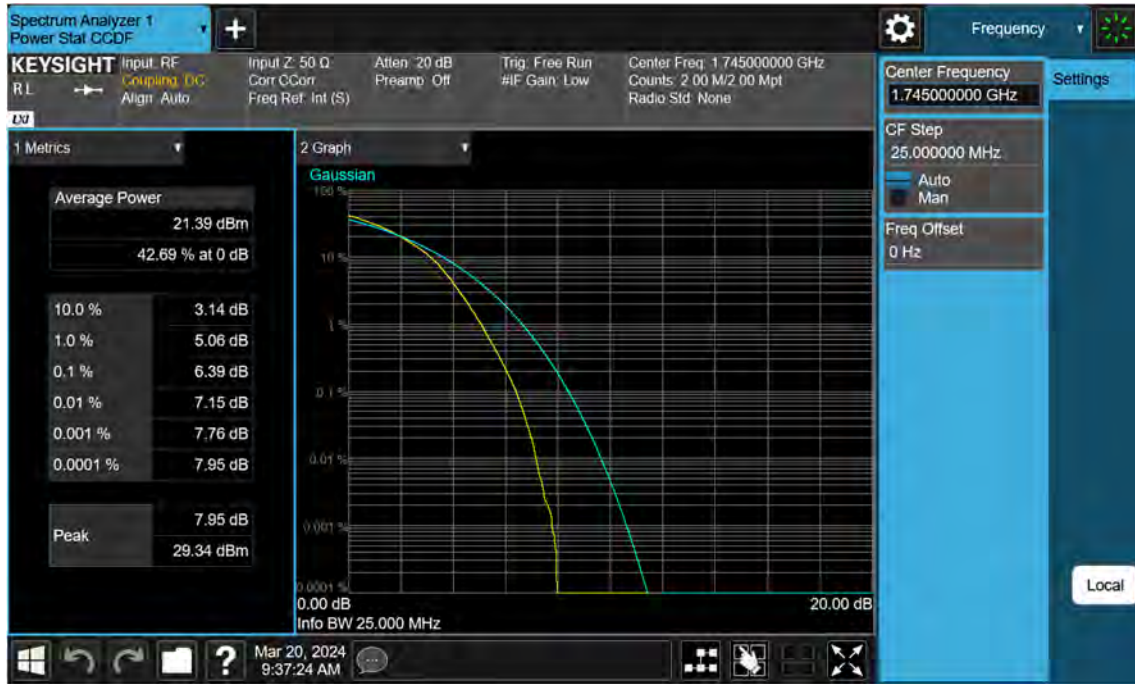 Spectrum Analyzer 1
Power Stat CCDF
+
Frequency
KEYSIGHT
RL
LXI
Input: RF
Coupling: DC
Align: Auto
Input Z: 50 Ω
Corr CCorr
Freq Ref: Int (S)
Atten: 20 dB
Preamp: Off
Trig: Free Run
#IF Gain: Low
Center Freq: 1.745000000 GHz
Counts: 2.00 M/2.00 Mpt
Radio Std: None
Center Frequency
1.745000000 GHz
Settings
CF Step
25.000000 MHz
Auto
Man
Freq Offset
0 Hz
1 Metrics
Average Power
21.39 dBm
42.69 % at 0 dB
10.0 % 3.14 dB
1.0 % 5.06 dB
0.1 % 6.39 dB
0.01 % 7.15 dB
0.001 % 7.76 dB
0.0001 % 7.95 dB
Peak
7.95 dB
29.34 dBm
2 Graph
Gaussian
100 %
10 %
1 %
0.1 %
0.01 %
0.001 %
0.0001 %
0.00 dB 20.00 dB
Info BW 25.000 MHz
Local
?
Mar 20, 2024
9:37:24 AM